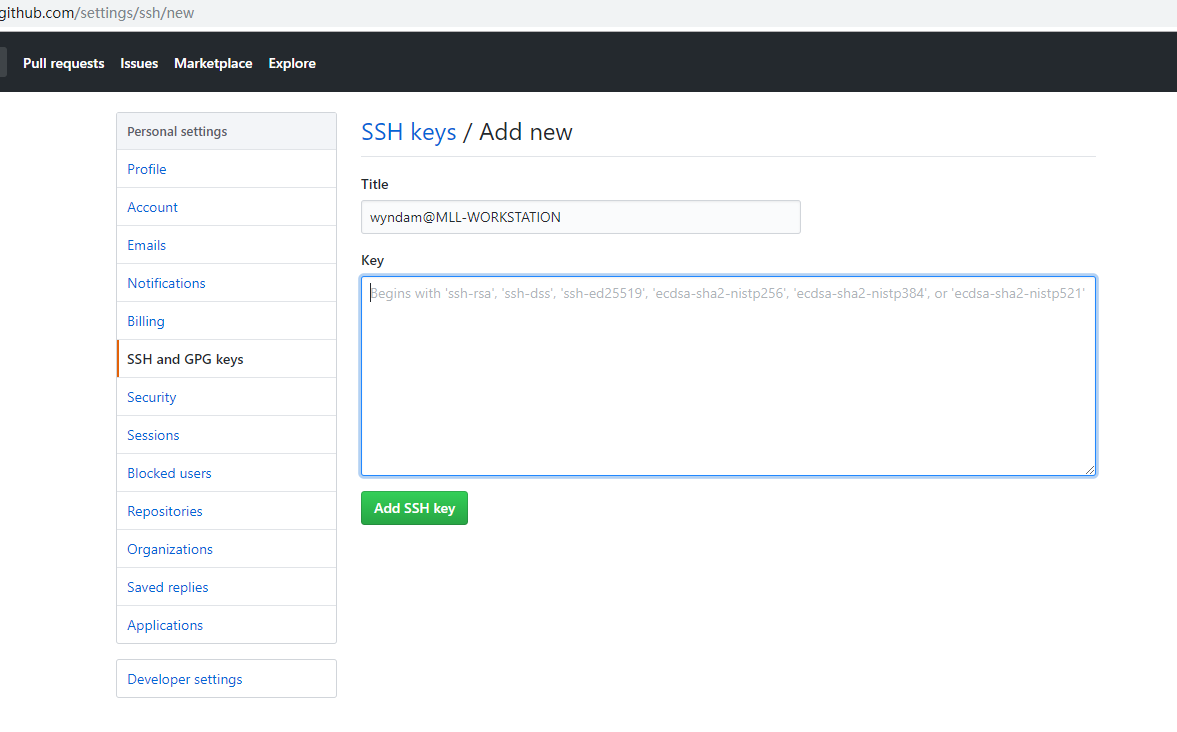 github.com/settings/ssh/new
Pull requests Issues Marketplace Explore
Personal settings
Profile
Account
Emails
Notifications
Billing
SSH and GPG keys
Security
Sessions
Blocked users
Repositories
Organizations
Saved replies
Applications
Developer settings
SSH keys / Add new
Title
wyndam@MLL-WORKSTATION
Key
Begins with 'ssh-rsa', 'ssh-dss', 'ssh-ed25519', 'ecdsa-sha2-nistp256', 'ecdsa-sha2-nistp384', or 'ecdsa-sha2-nistp521'
Add SSH key